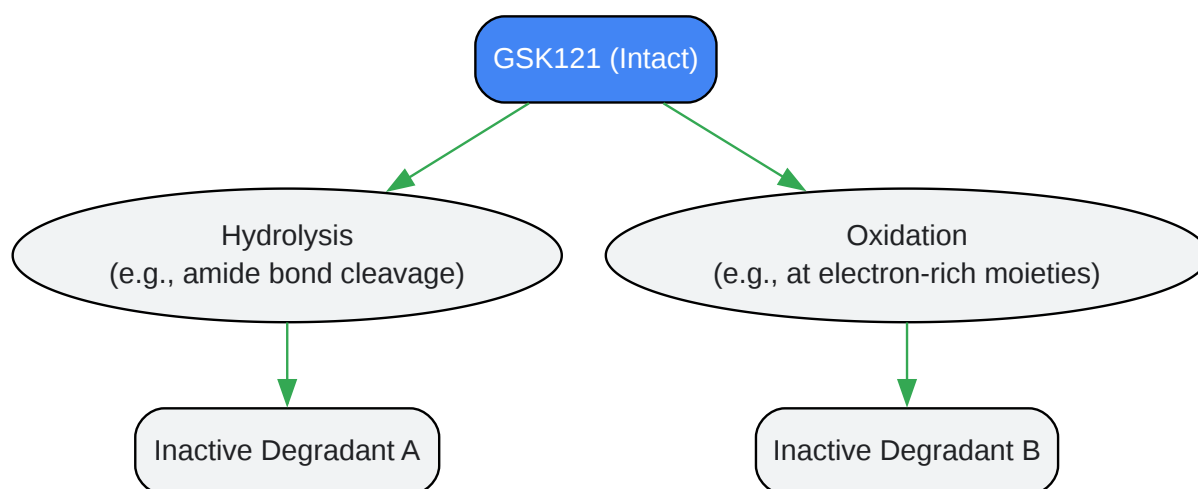 GSK121 (Intact)
Hydrolysis
(e.g., amide bond cleavage)
Oxidation
(e.g., at electron-rich moieties)
Inactive Degradant A
Inactive Degradant B